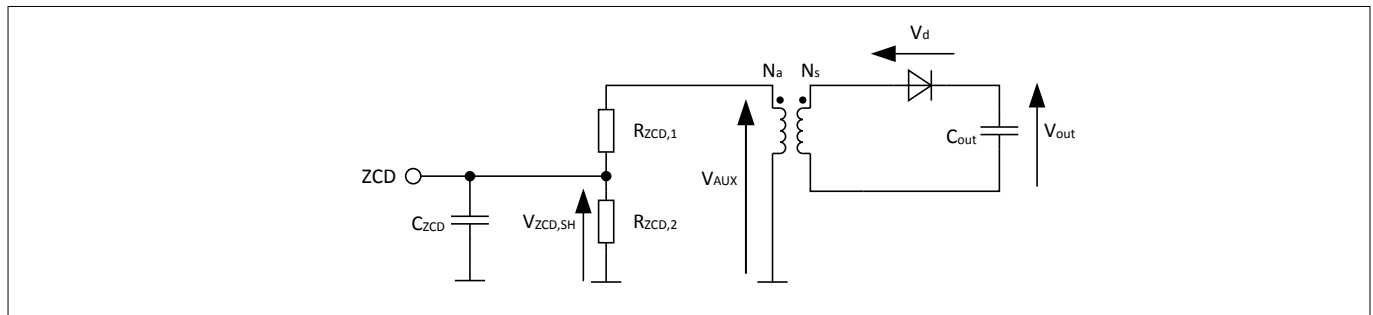 Vd
Na Ns
RZCD,1
Cout
Vout
ZCD
VAUX
CZCD
VZCD,SH
RZCD,2